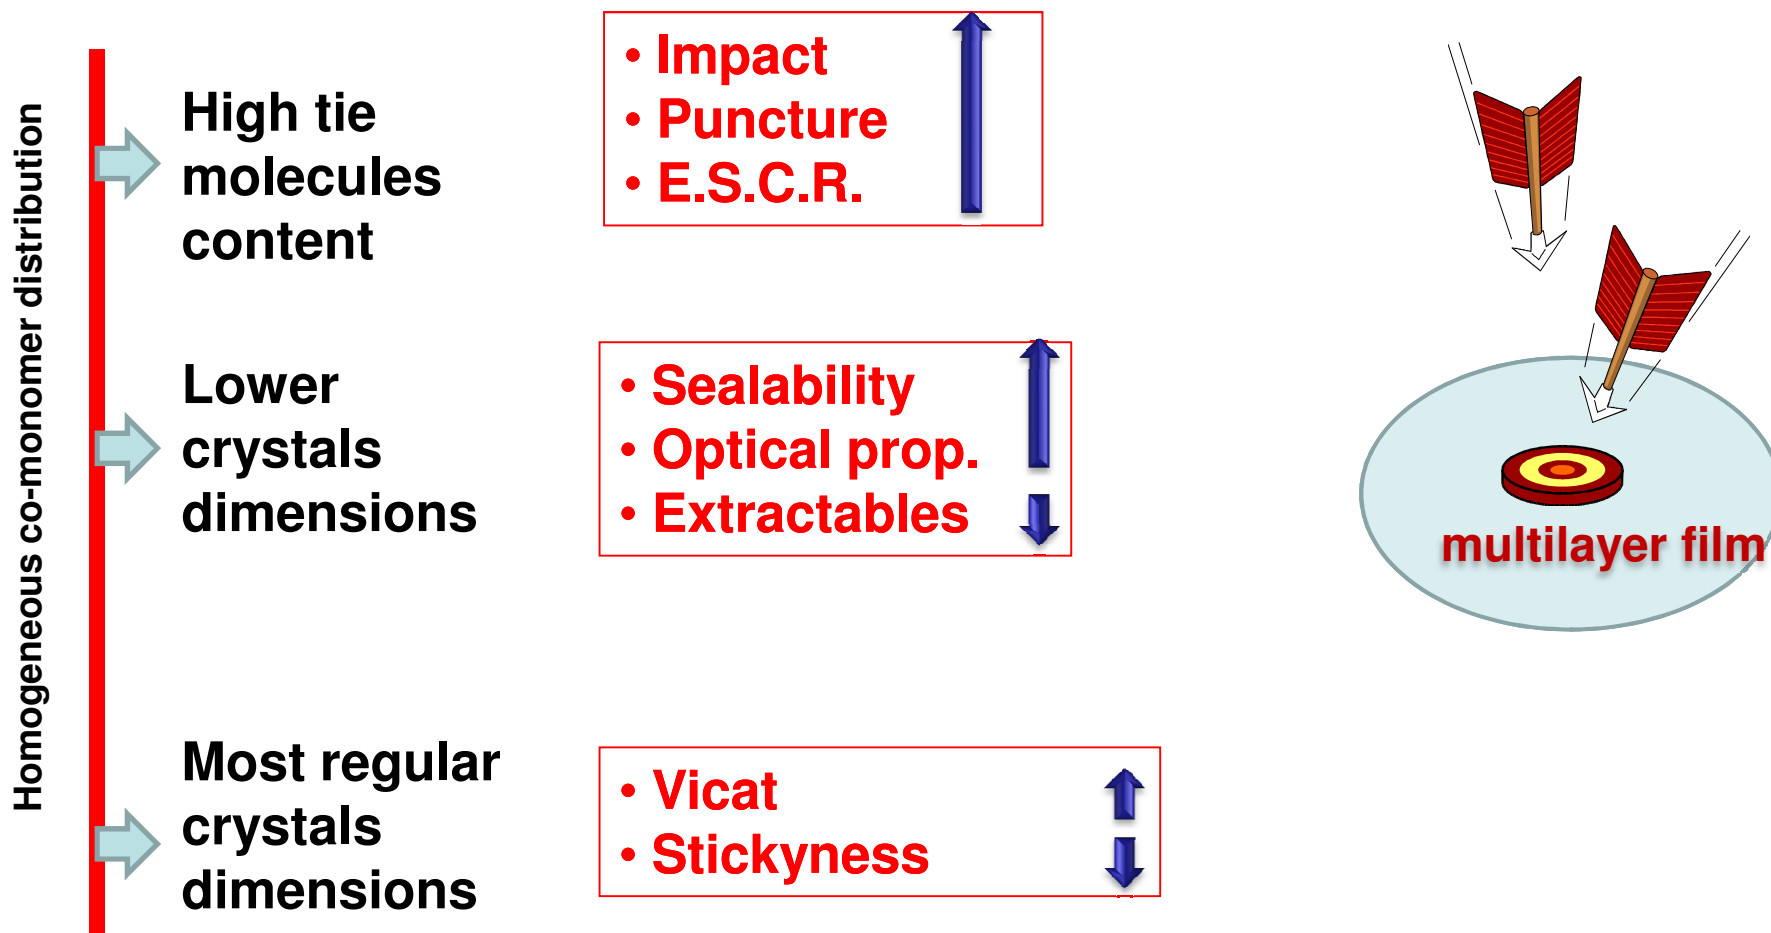 Homogeneous co-monomer distribution
High tie
molecules
content
• Impact
• Puncture
• E.S.C.R.
Lower
crystals
dimensions
• Sealability
• Optical prop.
• Extractables
multilayer film
Most regular
crystals
dimensions
• Vicat
• Stickyness